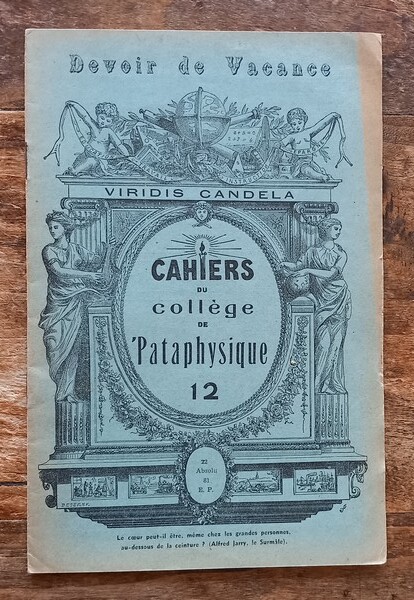 Devoir de Vacance
VIRIDIS CANDELA
CAHIERS
DU
collège
DE
'Pataphysique
12
22
Absolu
81
E. P.
Le cœur peut-il être, même chez les grandes personnes,
au-dessous de la ceinture ? (Alfred Jarry, le Surmâle).